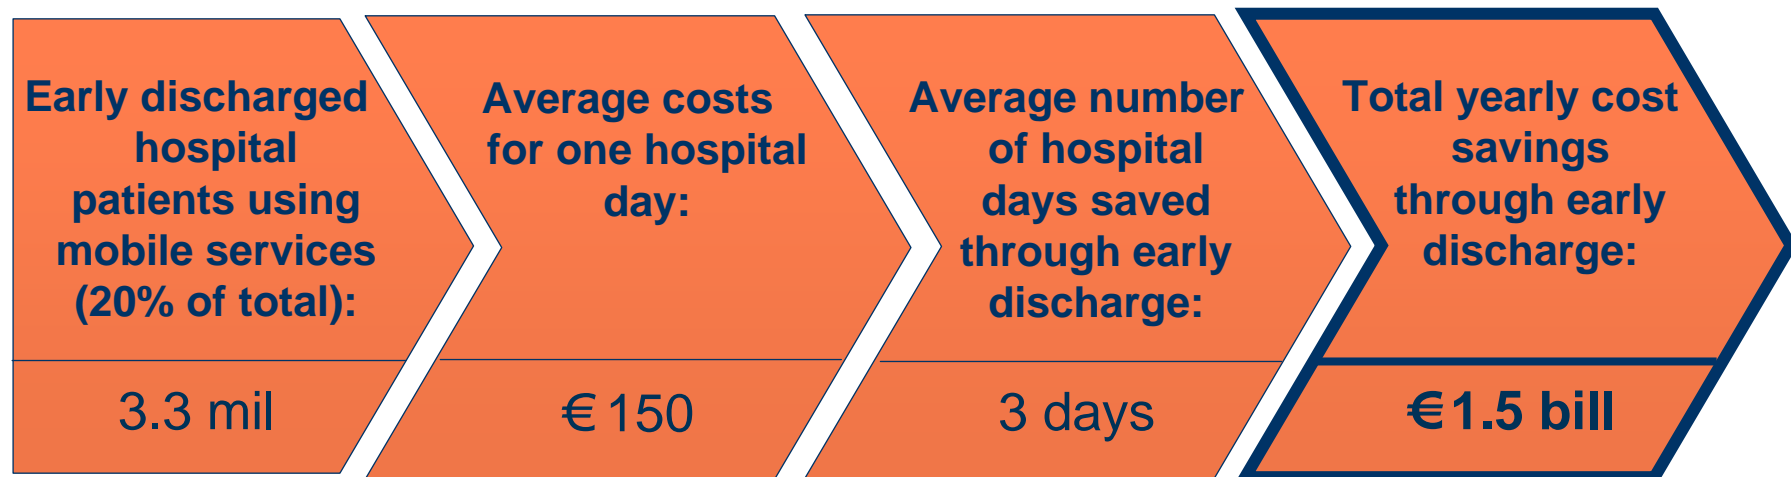 Early discharged
hospital
patients using
mobile services
(20% of total):
3.3 mil
Average costs
for one hospital
day:
€150
Average number
of hospital
days saved
through early
discharge:
3 days
Total yearly cost
savings
through early
discharge:
€1.5 bill